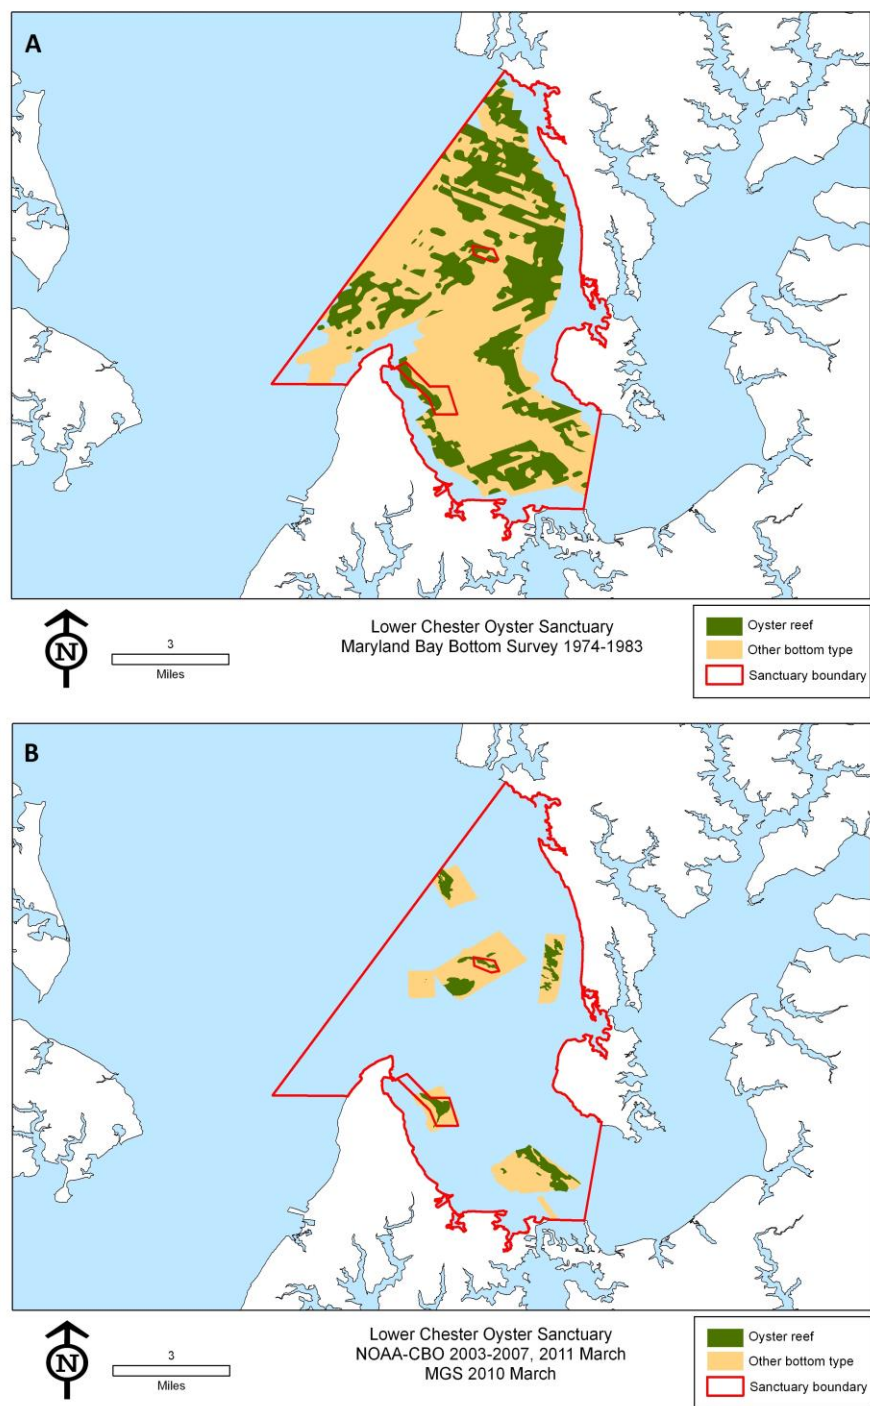 A
N
3
Miles
Lower Chester Oyster Sanctuary
Maryland Bay Bottom Survey 1974-1983
Oyster reef
Other bottom type
Sanctuary boundary
B
N
3
Miles
Lower Chester Oyster Sanctuary
NOAA-CBO 2003-2007, 2011 March
MGS 2010 March
Oyster reef
Other bottom type
Sanctuary boundary